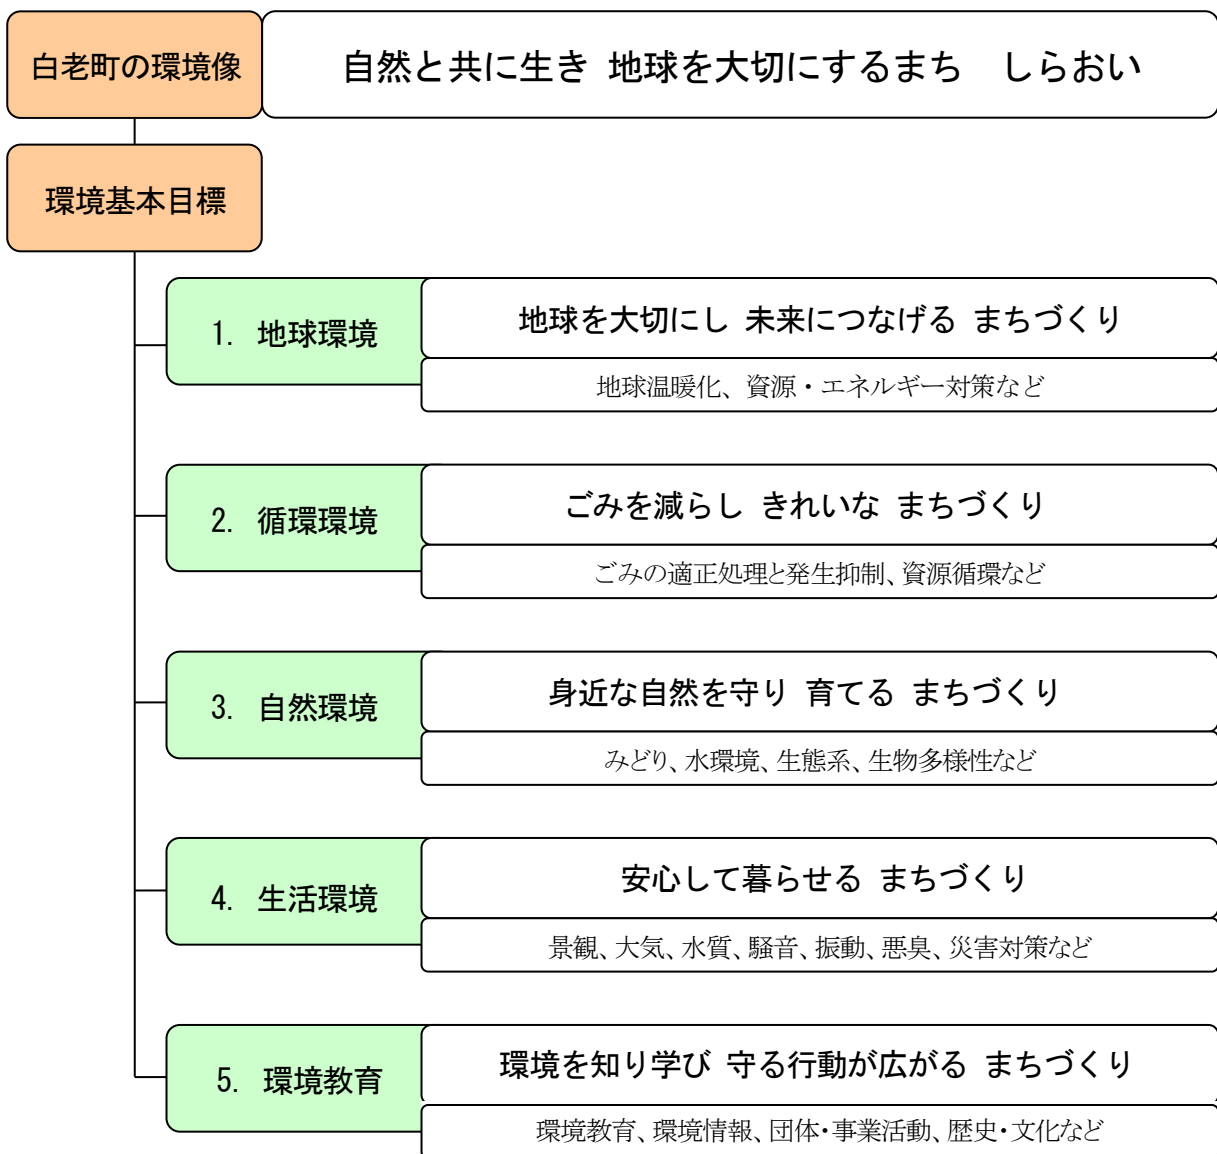 白老町の環境像
自然と共に生き 地球を大切にするまち　しらおい
環境基本目標
1. 地球環境
地球を大切にし 未来につなげる まちづくり
地球温暖化、資源・エネルギー対策など
2. 循環環境
ごみを減らし きれいな まちづくり
ごみの適正処理と発生抑制、資源循環など
3. 自然環境
身近な自然を守り 育てる まちづくり
みどり、水環境、生態系、生物多様性など
4. 生活環境
安心して暮らせる まちづくり
景観、大気、水質、騒音、振動、悪臭、災害対策など
5. 環境教育
環境を知り学び 守る行動が広がる まちづくり
環境教育、環境情報、団体・事業活動、歴史・文化など